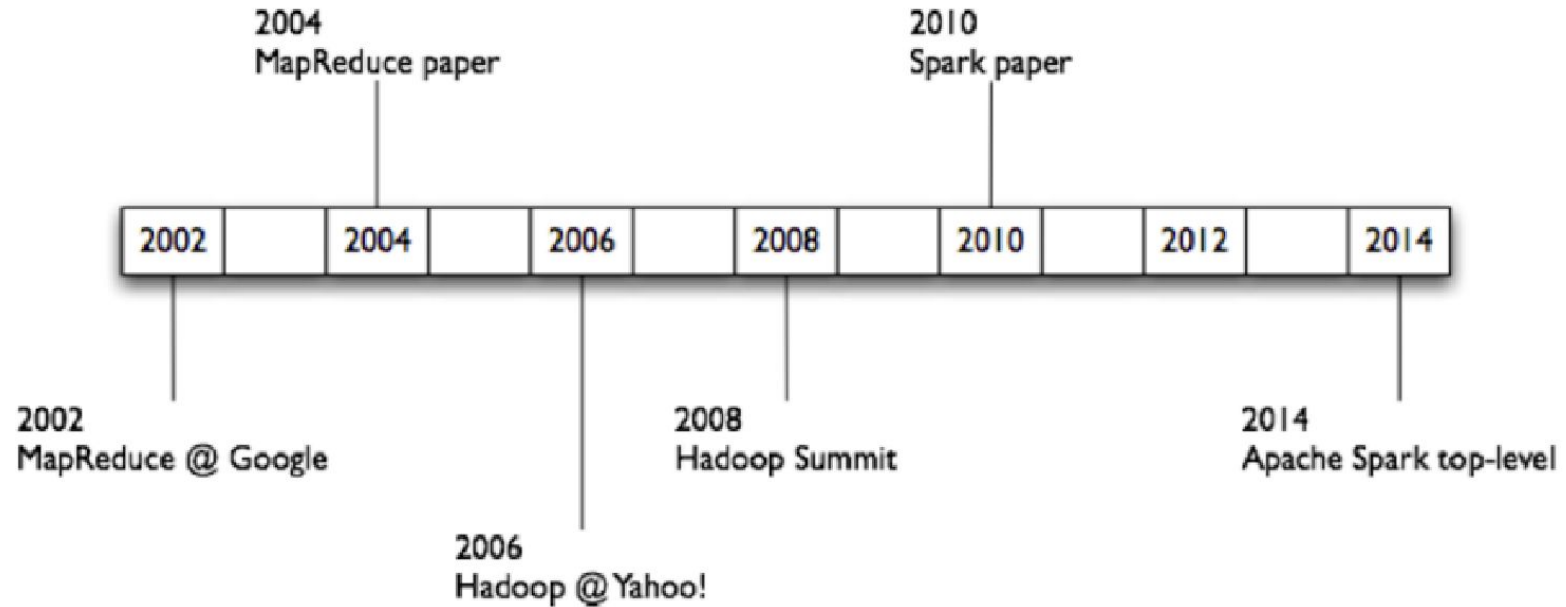 2004
MapReduce paper
2010
Spark paper
2002 2004 2006 2008 2010 2012 2014
2002
MapReduce @ Google
2008
Hadoop Summit
2014
Apache Spark top-level
2006
Hadoop @ Yahoo!